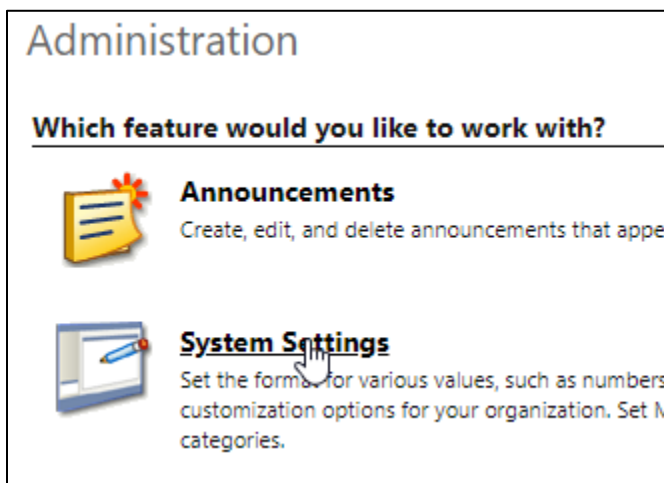 Administration
Which feature would you like to work with?
Announcements
Create, edit, and delete announcements that appe
System Settings
Set the format for various values, such as numbers
customization options for your organization. Set M
categories.